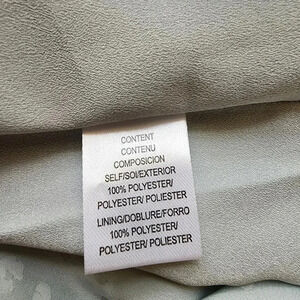 CONTENT
CONTENU
COMPOSICION
SELF/SOI/EXTERIOR
100% POLYESTER/
POLYESTER/ POLIESTER
LINING/DOBLURE/FORRO
100% POLYESTER/
POLYESTER/ POLIESTER